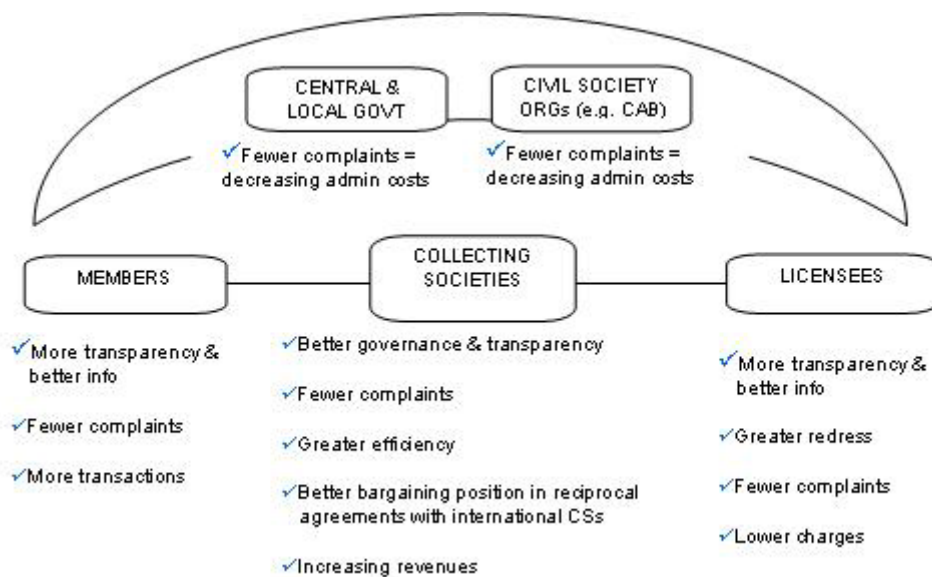 CENTRAL &
LOCAL GOVT
CIVIL SOCIETY
ORGs (e.g. CAB)
✓Fewer complaints =
decreasing admin costs
✓Fewer complaints =
decreasing admin costs
MEMBERS
COLLECTING
SOCIETIES
LICENSEES
✓More transparency &
better info
✓Fewer complaints
✓More transactions
✓Better governance & transparency
✓Fewer complaints
✓Greater efficiency
✓Better bargaining position in reciprocal
agreements with international CSs
✓Increasing revenues
✓More transparency &
better info
✓Greater redress
✓Fewer complaints
✓Lower charges